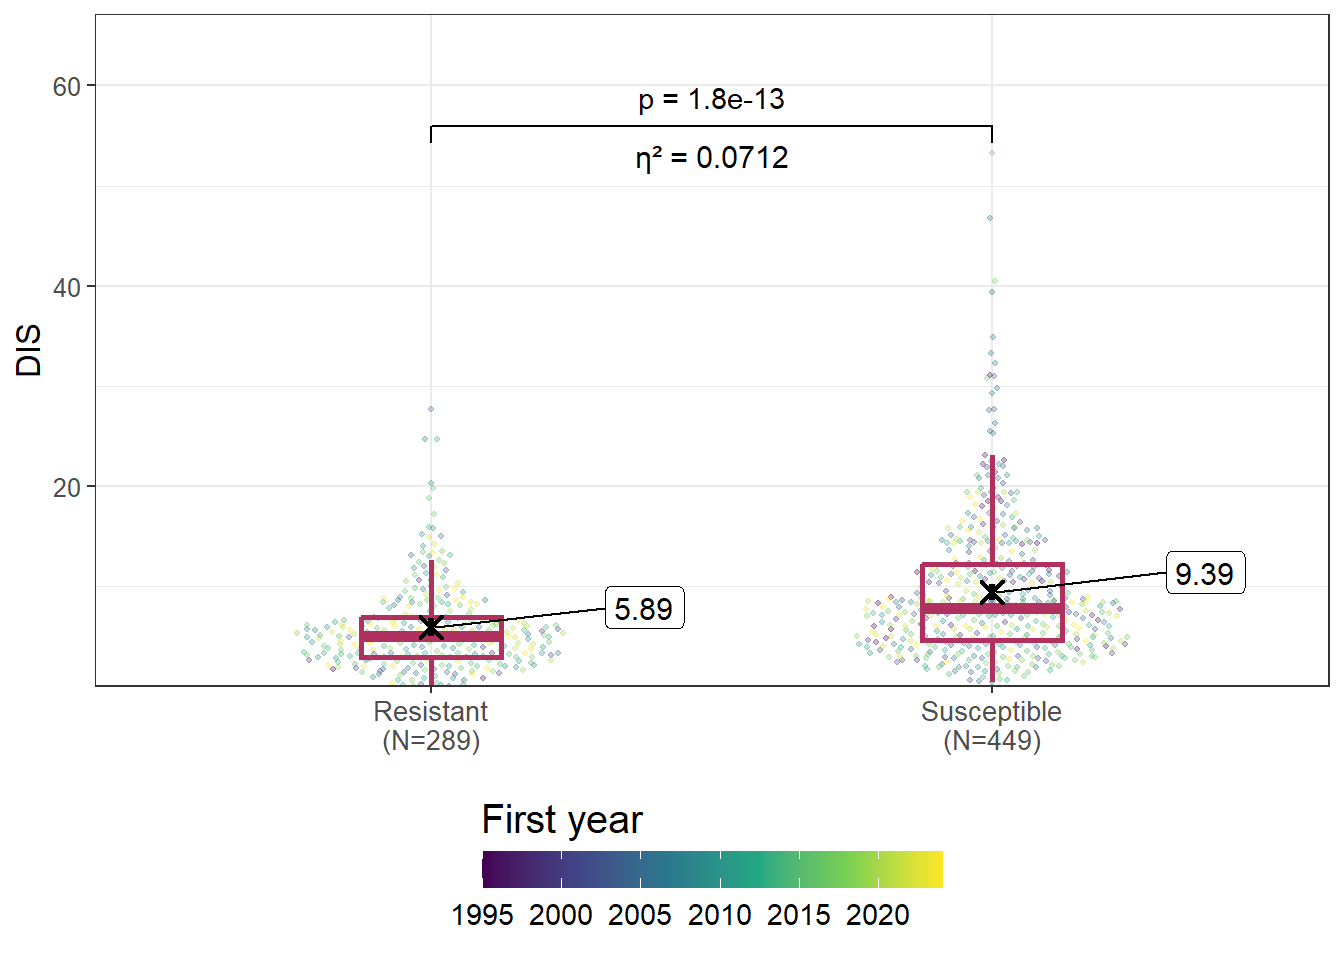 60
40
20
DIS
p = 1.8e-13
η² = 0.0712
5.89
9.39
Resistant
(N=289)
Susceptible
(N=449)
First year
1995 2000 2005 2010 2015 2020